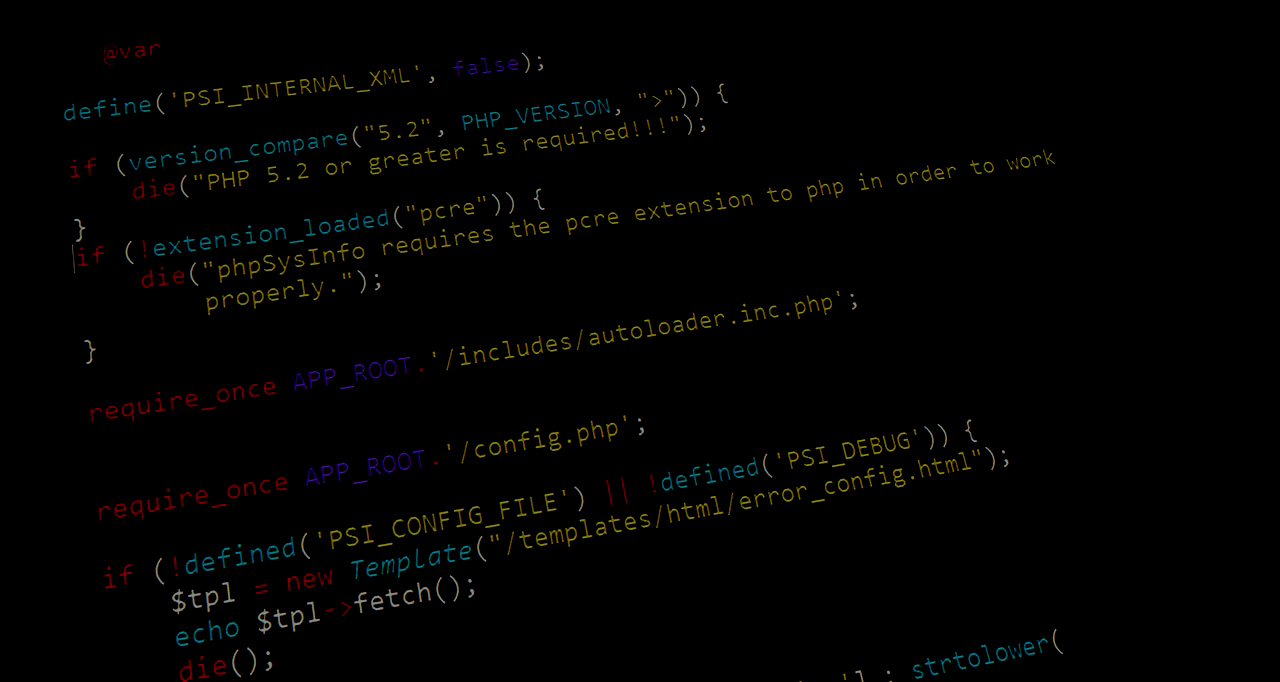 @var
define('PSI_INTERNAL_XML', false);
if (version_compare("5.2", PHP_VERSION, ">")) {
die("PHP 5.2 or greater is required!!!");
}
if (!extension_loaded("pcre")) {
die("phpSysInfo requires the pcre extension to php in order to work
properly.");
}
require_once APP_ROOT.'/includes/autoloader.inc.php';
require_once APP_ROOT.'/config.php';
if (!defined('PSI_CONFIG_FILE') || !defined('PSI_DEBUG')) {
$tpl = new Template("/templates/html/error_config.html");
echo $tpl->fetch();
die();
'] : strtolower(